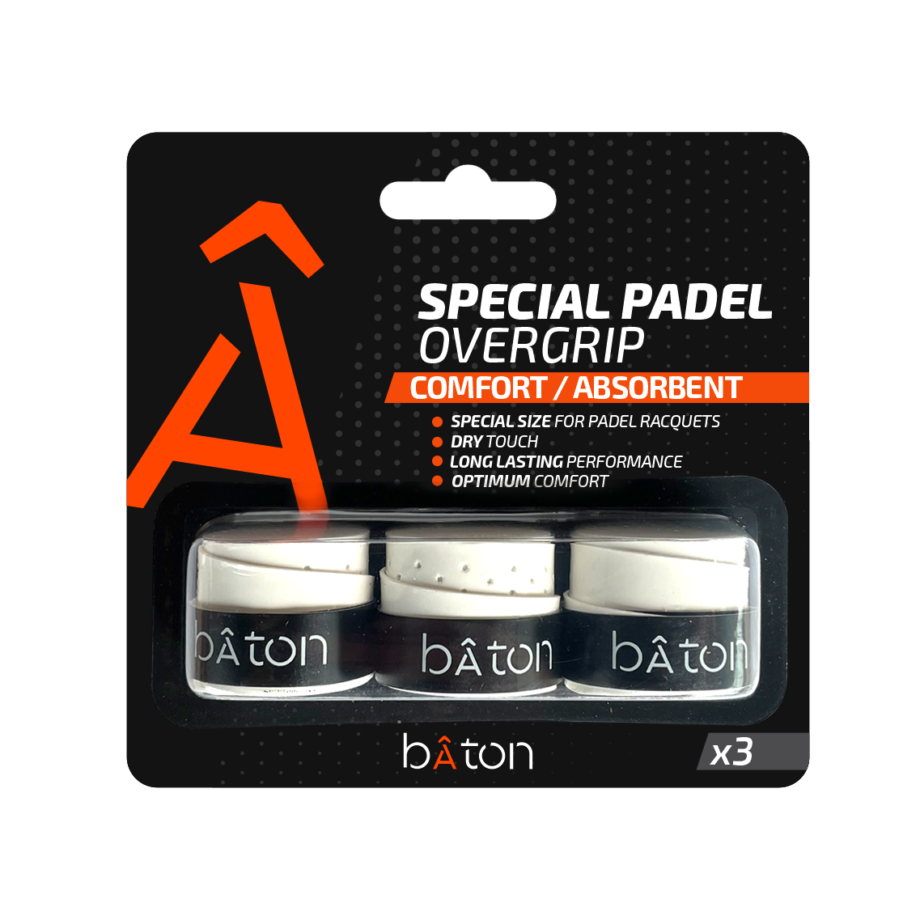 SPECIAL PADEL
OVERGRIP
COMFORT / ABSORBENT
SPECIAL SIZE FOR PADEL RACQUETS
DRY TOUCH
LONG LASTING PERFORMANCE
OPTIMUM COMFORT
bâton bâton bâton
bâton
x3